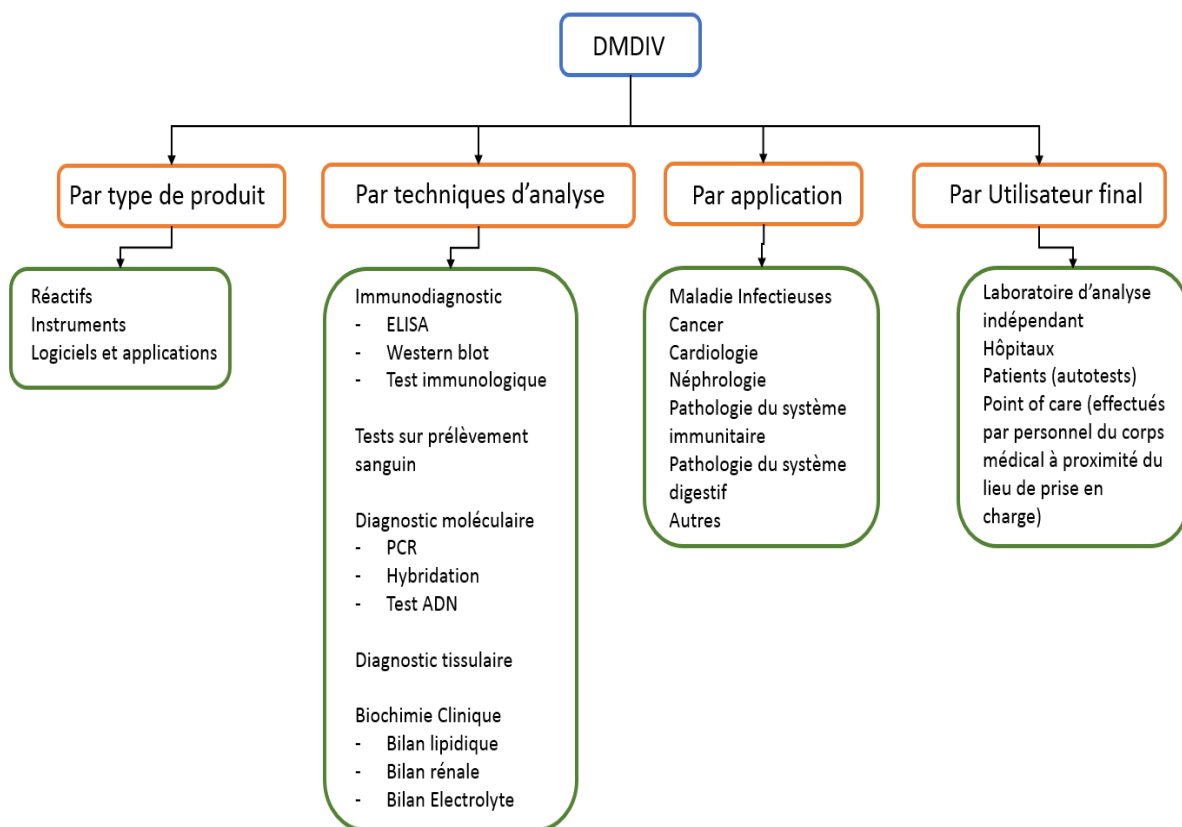 DMDIV
Par type de produit
Par techniques d’analyse
Par application
Par Utilisateur final
Réactifs
Instruments
Logiciels et applications
Immunodiagnostic
- ELISA
- Western blot
- Test immunologique
Tests sur prélèvement
sanguin
Diagnostic moléculaire
- PCR
- Hybridation
- Test ADN
Diagnostic tissulaire
Biochimie Clinique
- Bilan lipidique
- Bilan rénale
- Bilan Electrolyte
Maladie Infectieuses
Cancer
Cardiologie
Néphrologie
Pathologie du système
immunitaire
Pathologie du système
digestif
Autres
Laboratoire d’analyse
indépendant
Hôpitaux
Patients (autotests)
Point of care (effectués
par personnel du corps
médical à proximité du
lieu de prise en
charge)